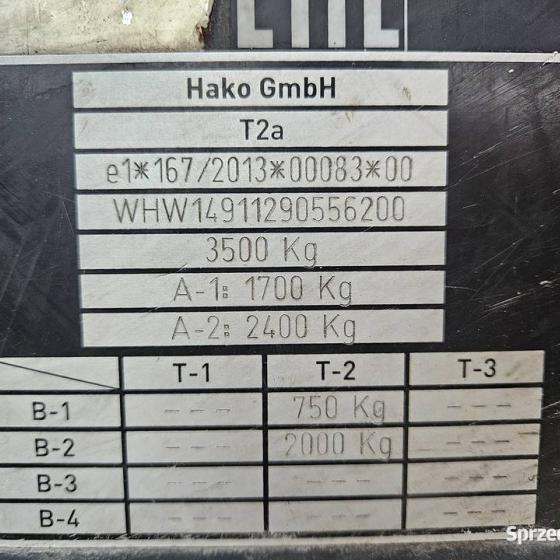 Hako GmbH
T2a
e1*167/2013*00083*00
WHW14911290556200
3500 Kg
A-1: 1700 Kg
A-2: 2400 Kg
T-1 T-2 T-3
B-1 --- 750 Kg ---
B-2 --- 2000 Kg ---
B-3 --- --- ---
B-4 --- --- ---